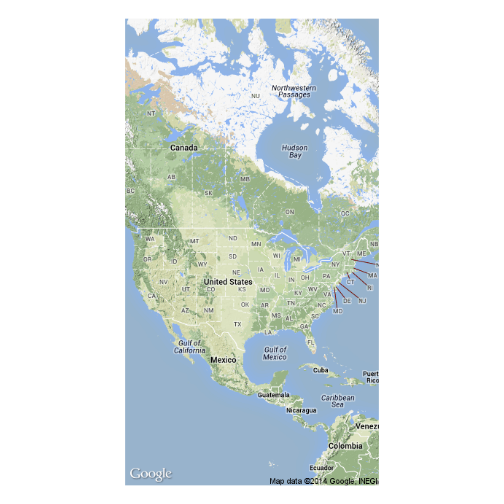 Northwestern
Passages
NU
NT
Canada
Hudson
Bay
BC
AB
SK
MB
ON
QC
NB
WA
MT
ND
MN
OR
ID
WY
SD
WI
MI
NY
VT
ME
MA
RI
CT
NJ
DE
MD
NV
UT
CO
NE
IA
IL
IN
OH
PA
United States
KS
MO
KY
WV
VA
CA
AZ
NM
OK
AR
TN
NC
SC
TX
LA
MS
AL
GA
FL
Gulf of
California
Mexico
Gulf of
Mexico
Cuba
Puert
Rico
Guatemala
Caribbean
Sea
Nicaragua
Venez
Colombia
Ecuador
Google
Map data ©2014 Google, INEGI